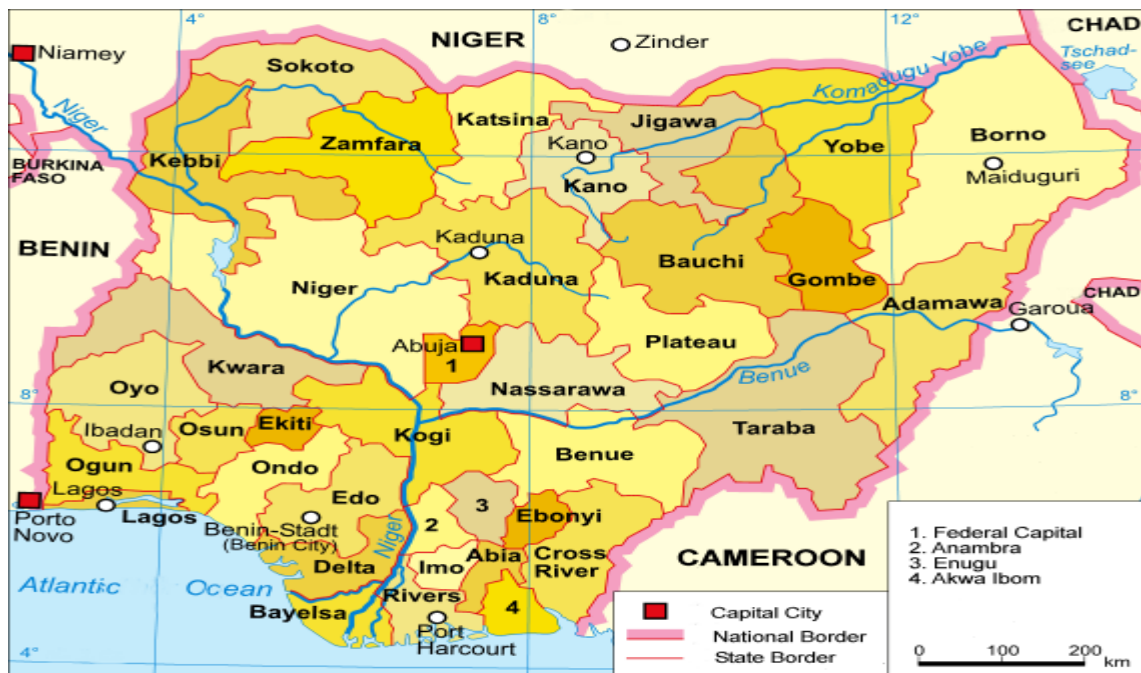 4°
8°
12°
CHAD
NIGER
Zinder
Niamey
Sokoto
Komadugu Yobe
Tschad-
see
Niger
Katsina
Jigawa
Zamfara
Kano
Yobe
Borno
BURKINA
FASO
Kebbi
Kano
Maiduguri
BENIN
Kaduna
Kaduna
Bauchi
Gombe
Niger
Adamawa
CHAD
Garoua
Abuja
1
Plateau
Kwara
Nassarawa
Benue
Oyo
8°
8°
Ibadan
Osun
Ekiti
Kogi
Taraba
Ogun
Ondo
Benue
Lagos
Edo
3
Porto
Novo
Lagos
Benin-Stadt
(Benin City)
Niger
2
Ebonyi
Abia
Cross
River
CAMEROON
Atlantic Ocean
Delta
Imo
Bayelsa
Rivers
4
Port
Harcourt
4°
4°
8°
12°
Capital City
National Border
State Border
1. Federal Capital
2. Anambra
3. Enugu
4. Akwa Ibom
0 100 200
km